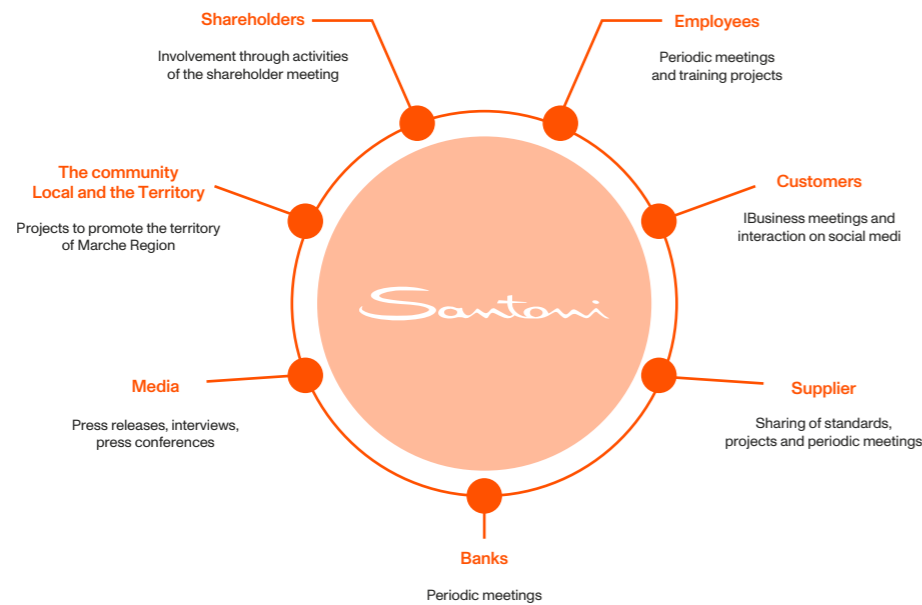 Shareholders
Involvement through activities
of the shareholder meeting
Employees
Periodic meetings
and training projects
The community
Local and the Territory
Projects to promote the territory
of Marche Region
Customers
IBusiness meetings and
interaction on social medi
Santoni
Media
Press releases, interviews,
press conferences
Supplier
Sharing of standards,
projects and periodic meetings
Banks
Periodic meetings